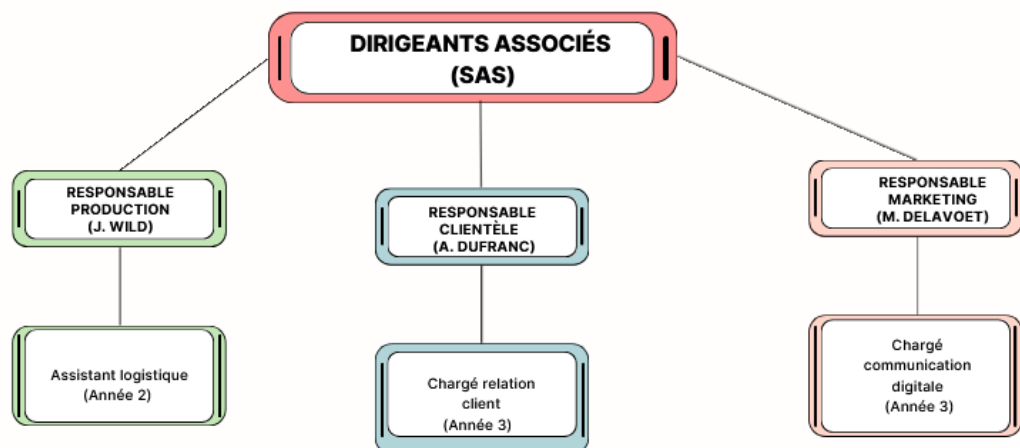 DIRIGEANTS ASSOCIÉS
(SAS)
RESPONSABLE
PRODUCTION
(J. WILD)
RESPONSABLE
CLIENTÈLE
(A. DUFRANC)
RESPONSABLE
MARKETING
(M. DELAVOET)
Assistant logistique
(Année 2)
Chargé relation
client
(Année 3)
Chargé
communication
digitale
(Année 3)